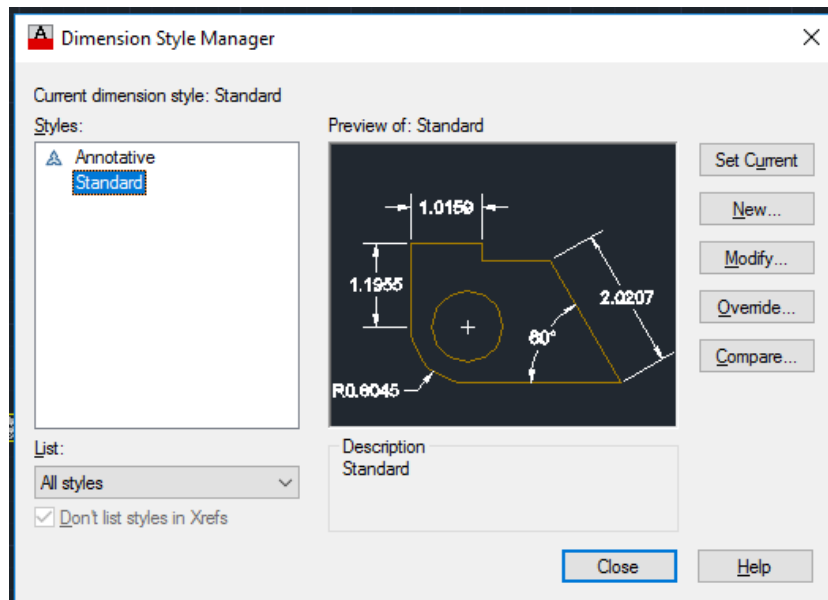 A Dimension Style Manager
Current dimension style: Standard
Styles:
Annotative
Standard
Preview of: Standard
1.0159
1.1955
2.0207
60°
R0.8045
Set Current
New...
Modify...
Override...
Compare...
List:
All styles
Don't list styles in Xrefs
Description
Standard
Close
Help